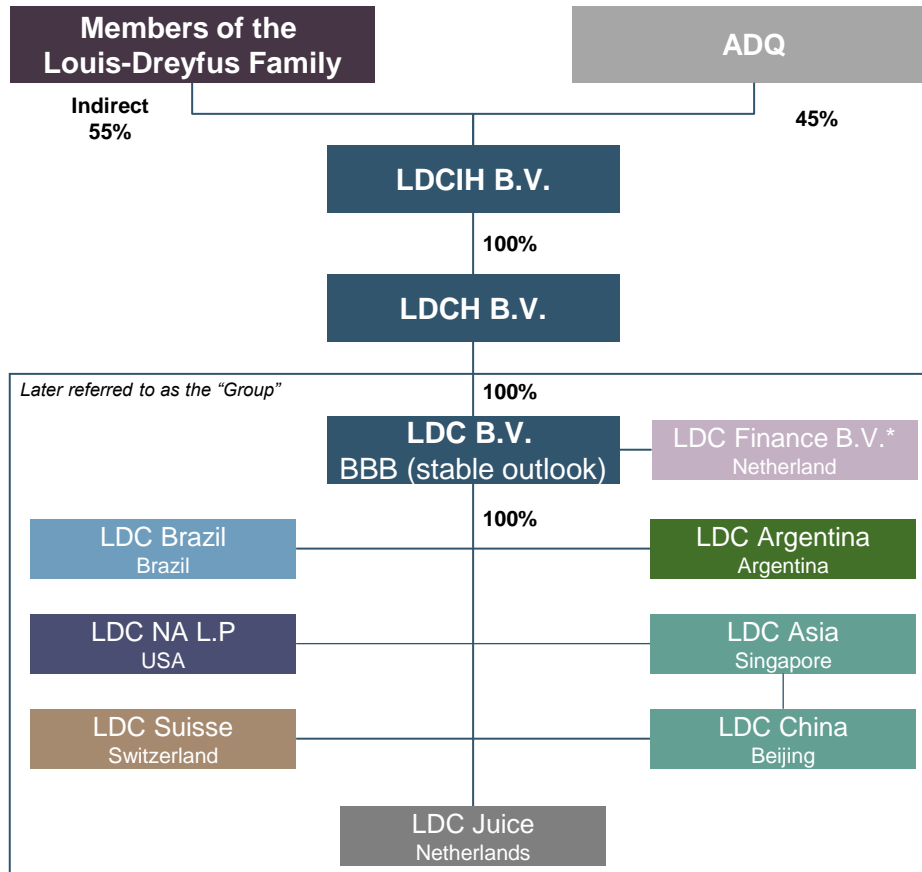 Members of the
Louis-Dreyfus Family
ADQ
Indirect
55%
45%
LDCIH B.V.
100%
LDCH B.V.
Later referred to as the “Group”
100%
LDC B.V.
BBB (stable outlook)
LDC Finance B.V.*
Netherland
100%
LDC Brazil
Brazil
LDC Argentina
Argentina
LDC NA L.P
USA
LDC Asia
Singapore
LDC Suisse
Switzerland
LDC China
Beijing
LDC Juice
Netherlands